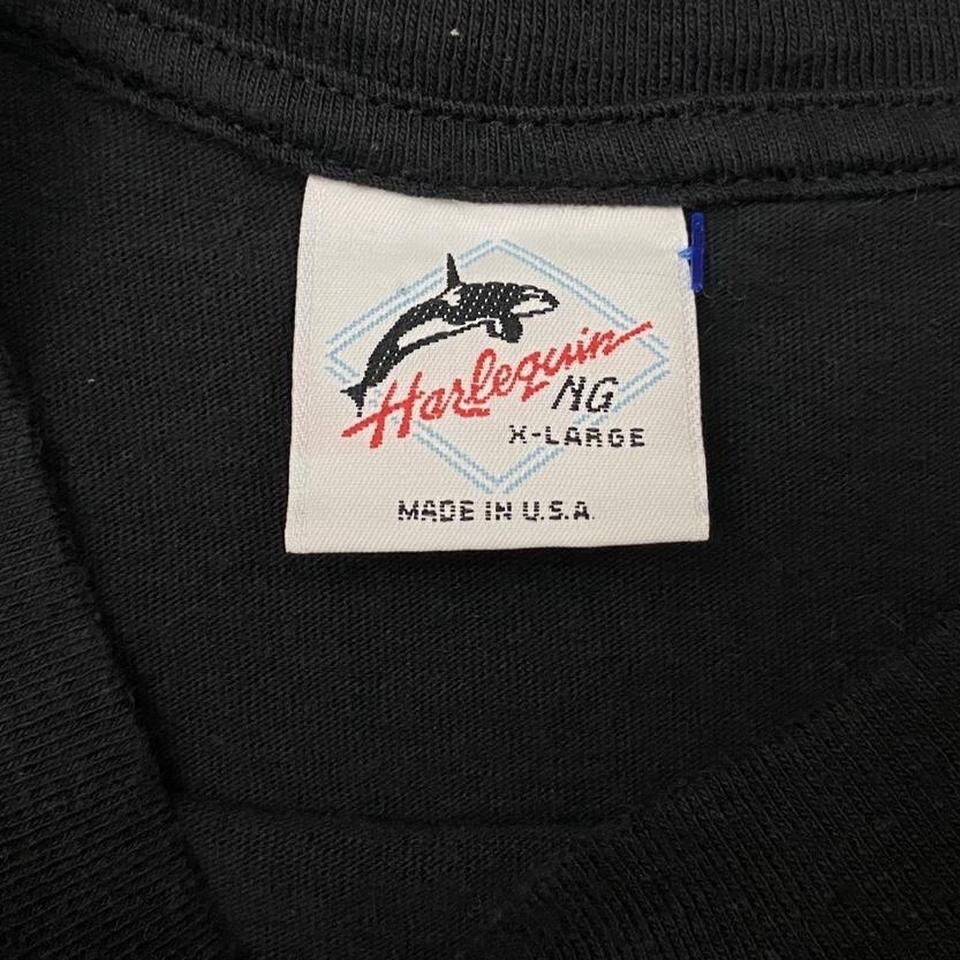 Harlequin
NG
X-LARGE
MADE IN U.S.A.